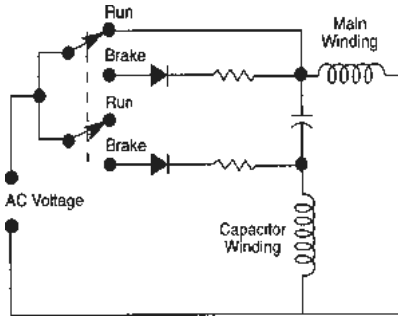 Run
Main
Winding
Brake
Run
Brake
AC Voltage
Capacitor
Winding